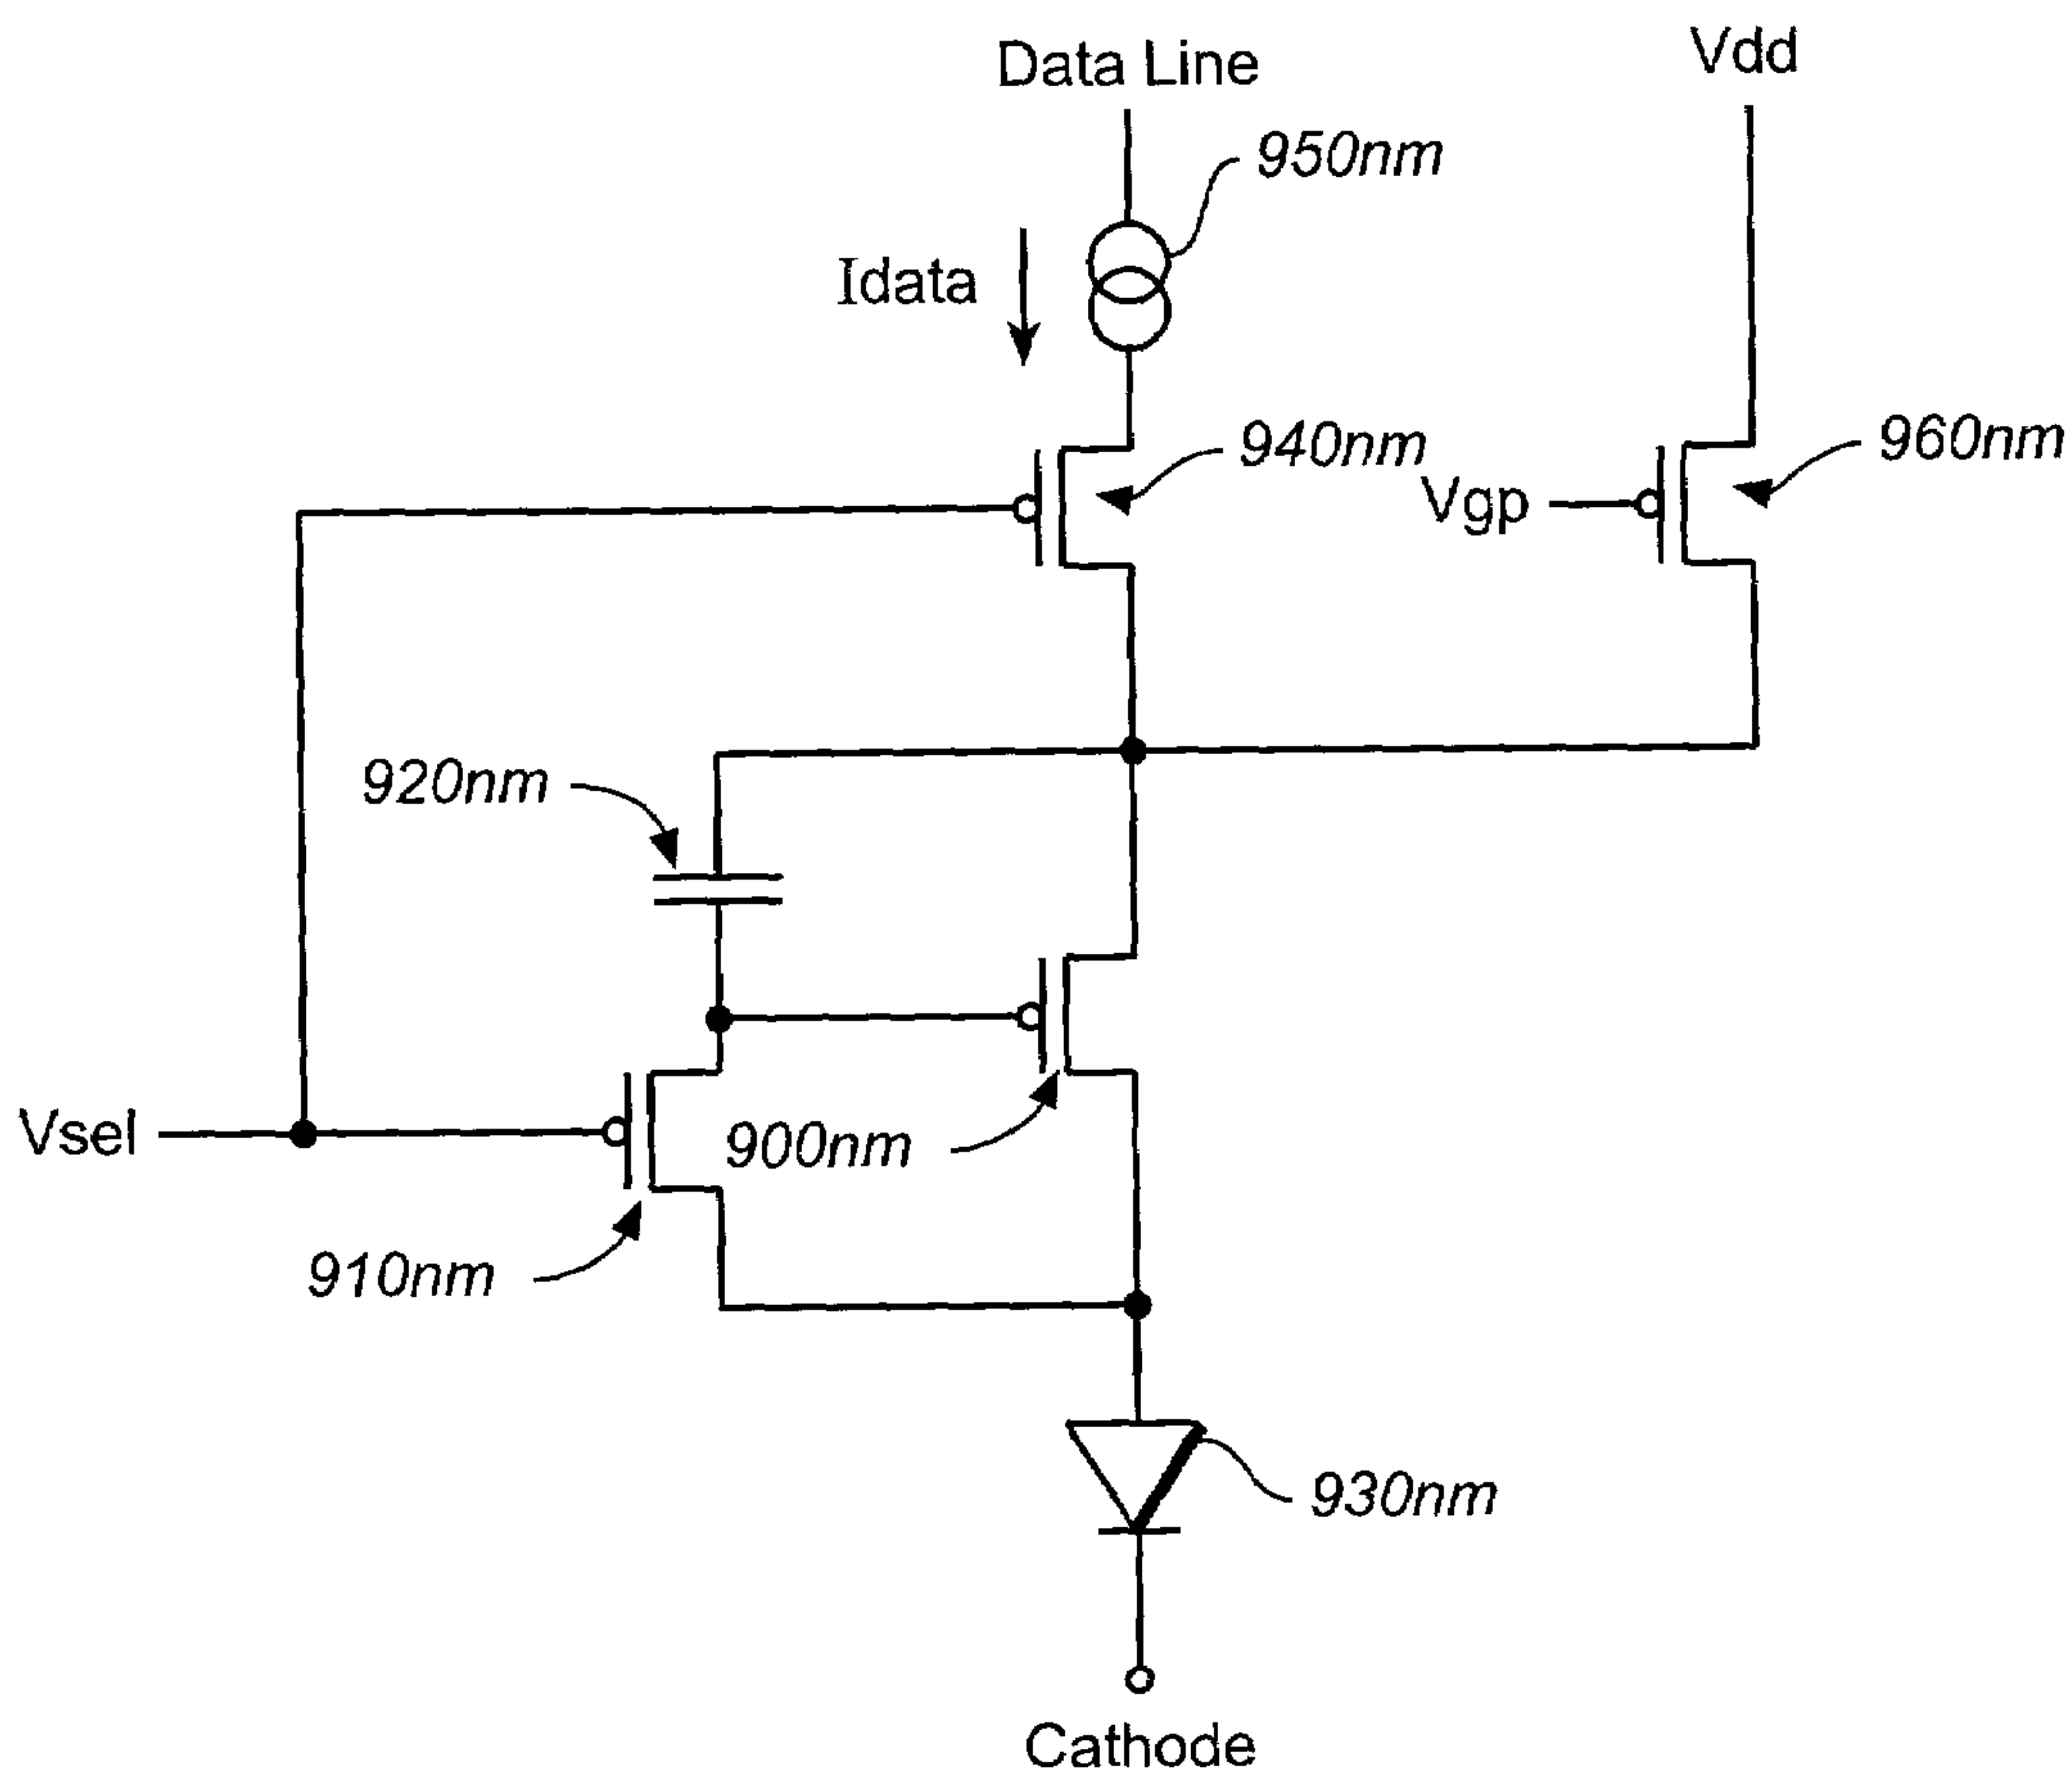 Data Line
Vdd
950nm
Idata
940nm
960nm
Vgp
920nm
Vsel
900nm
910nm
930nm
Cathode